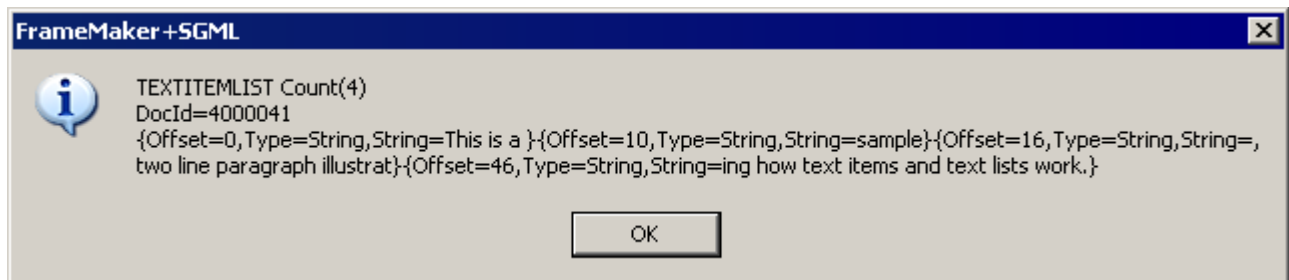 FrameMaker+SGML
TEXTITEMLIST Count(4)
DocId=4000041
{Offset=0,Type=String,String=This is a }{Offset=10,Type=String,String=sample}{Offset=16,Type=String,String=,
two line paragraph illustrat}{Offset=46,Type=String,String=ing how text items and text lists work.}
OK